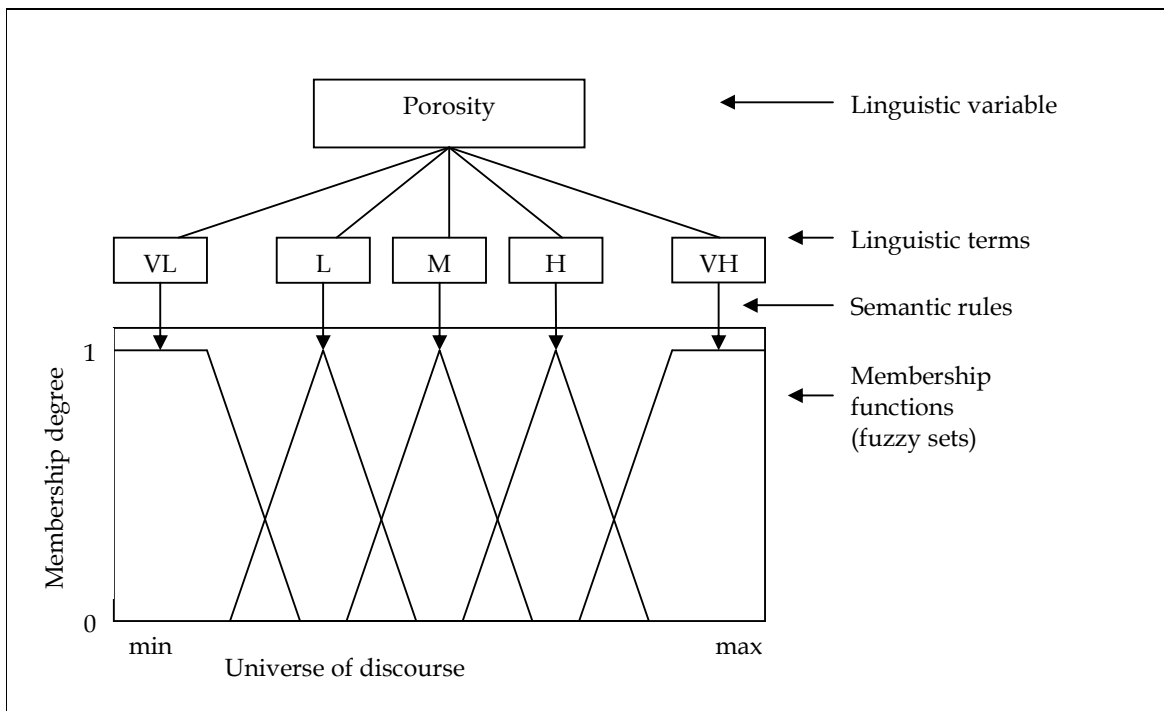 Porosity
Linguistic variable
VL
L
M
H
VH
Linguistic terms
Semantic rules
1
Membership
functions
(fuzzy sets)
Membership degree
0
min
max
Universe of discourse